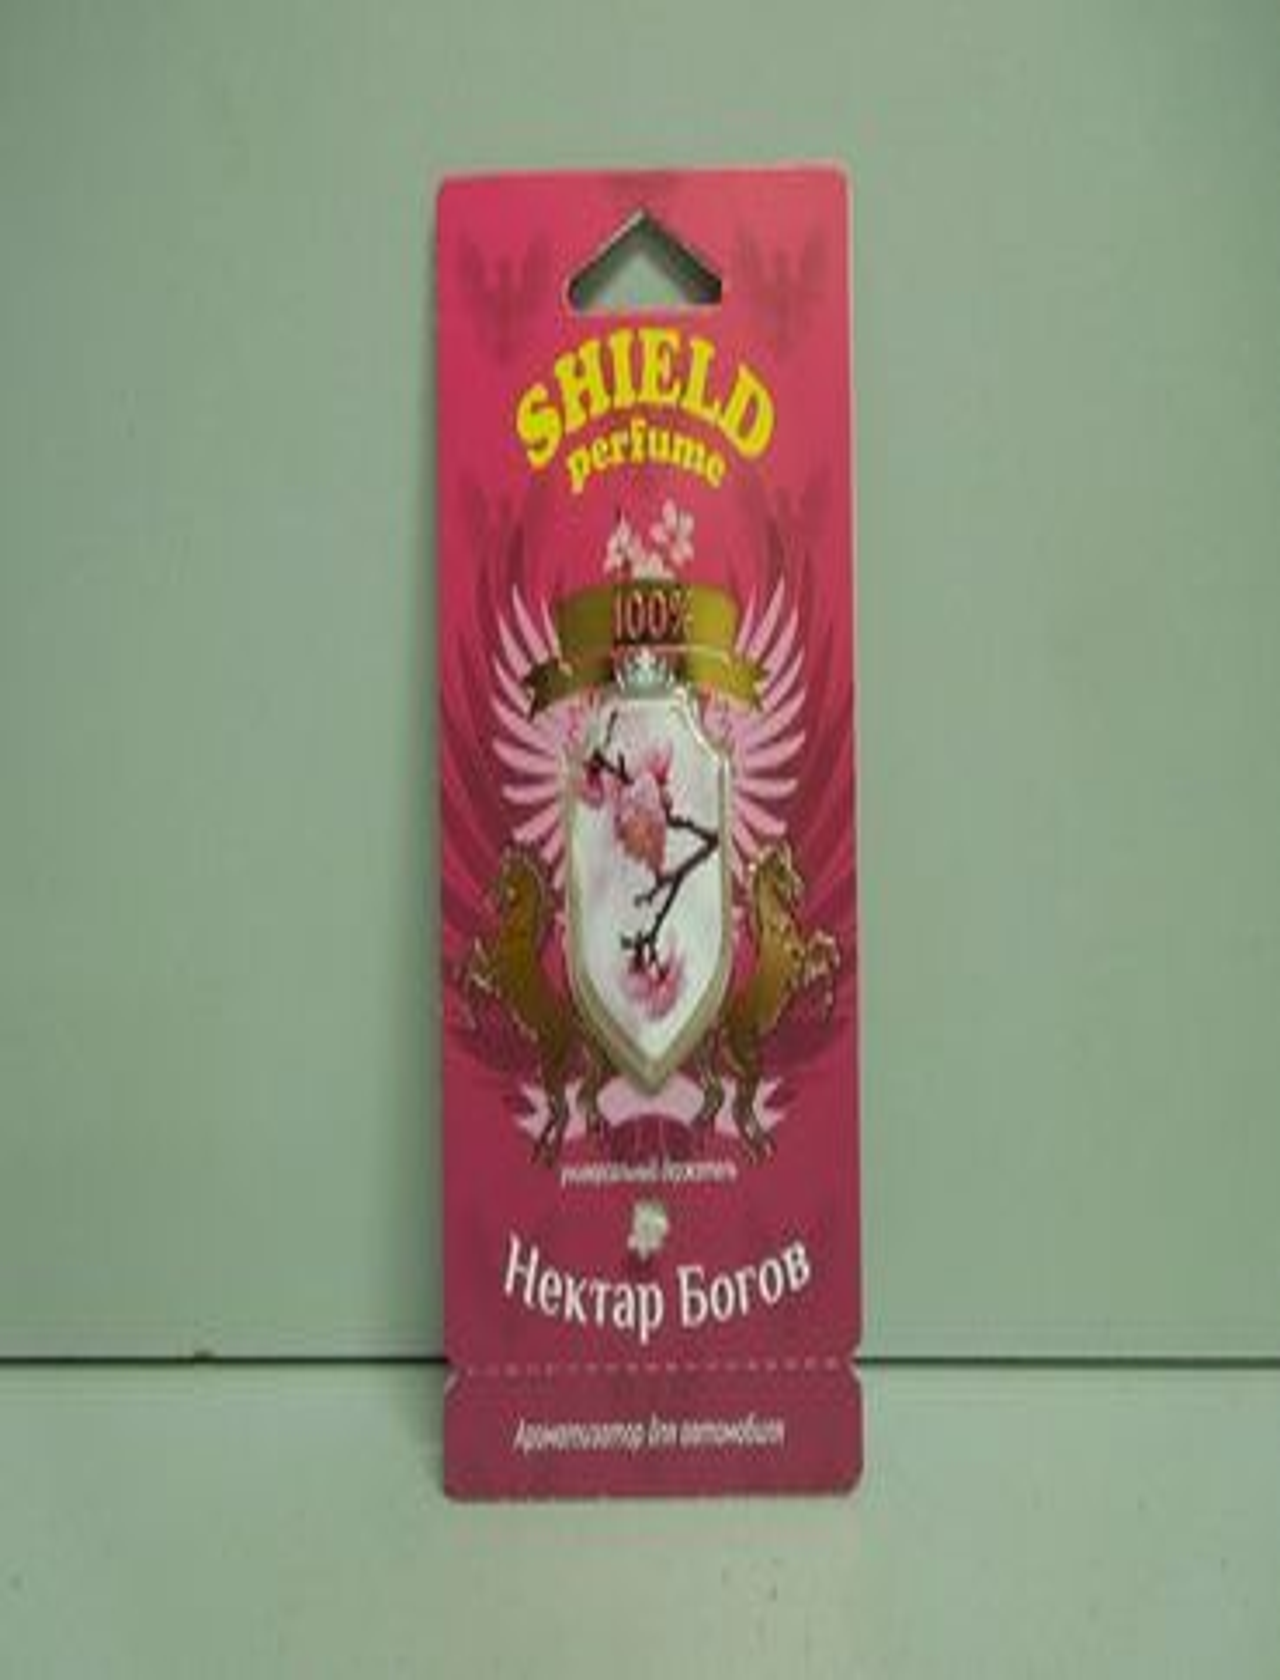 SHIELD
perfume
100%
универсальный держатель
Нектар Богов
Ароматизатор для автомобиля